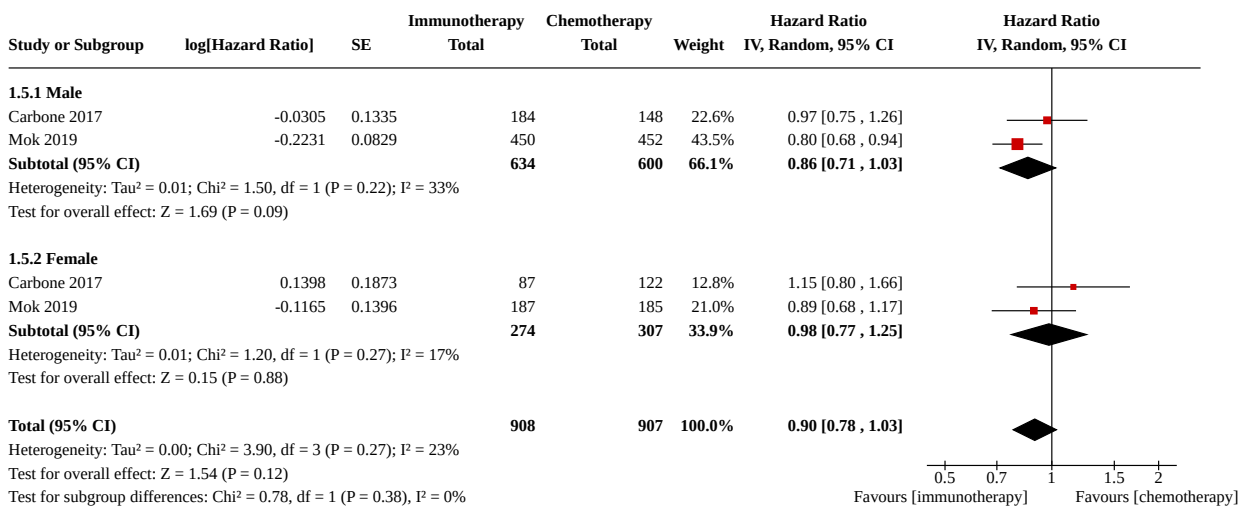 Immunotherapy Chemotherapy Hazard Ratio Hazard Ratio
Study or Subgroup log[Hazard Ratio] SE Total Total Weight IV, Random, 95% CI IV, Random, 95% CI
1.5.1 Male
Carbone 2017 -0.0305 0.1335 184 148 22.6% 0.97 [0.75 , 1.26]
Mok 2019 -0.2231 0.0829 450 452 43.5% 0.80 [0.68 , 0.94]
Subtotal (95% CI) 634 600 66.1% 0.86 [0.71 , 1.03]
Heterogeneity: Tau² = 0.01; Chi² = 1.50, df = 1 (P = 0.22); I² = 33%
Test for overall effect: Z = 1.69 (P = 0.09)
1.5.2 Female
Carbone 2017 0.1398 0.1873 87 122 12.8% 1.15 [0.80 , 1.66]
Mok 2019 -0.1165 0.1396 187 185 21.0% 0.89 [0.68 , 1.17]
Subtotal (95% CI) 274 307 33.9% 0.98 [0.77 , 1.25]
Heterogeneity: Tau² = 0.01; Chi² = 1.20, df = 1 (P = 0.27); I² = 17%
Test for overall effect: Z = 0.15 (P = 0.88)
Total (95% CI) 908 907 100.0% 0.90 [0.78 , 1.03]
Heterogeneity: Tau² = 0.00; Chi² = 3.90, df = 3 (P = 0.27); I² = 23%
Test for overall effect: Z = 1.54 (P = 0.12)
0.5 0.7 1 1.5 2
Test for subgroup differences: Chi² = 0.78, df = 1 (P = 0.38), I² = 0%
Favours [immunotherapy] Favours [chemotherapy]